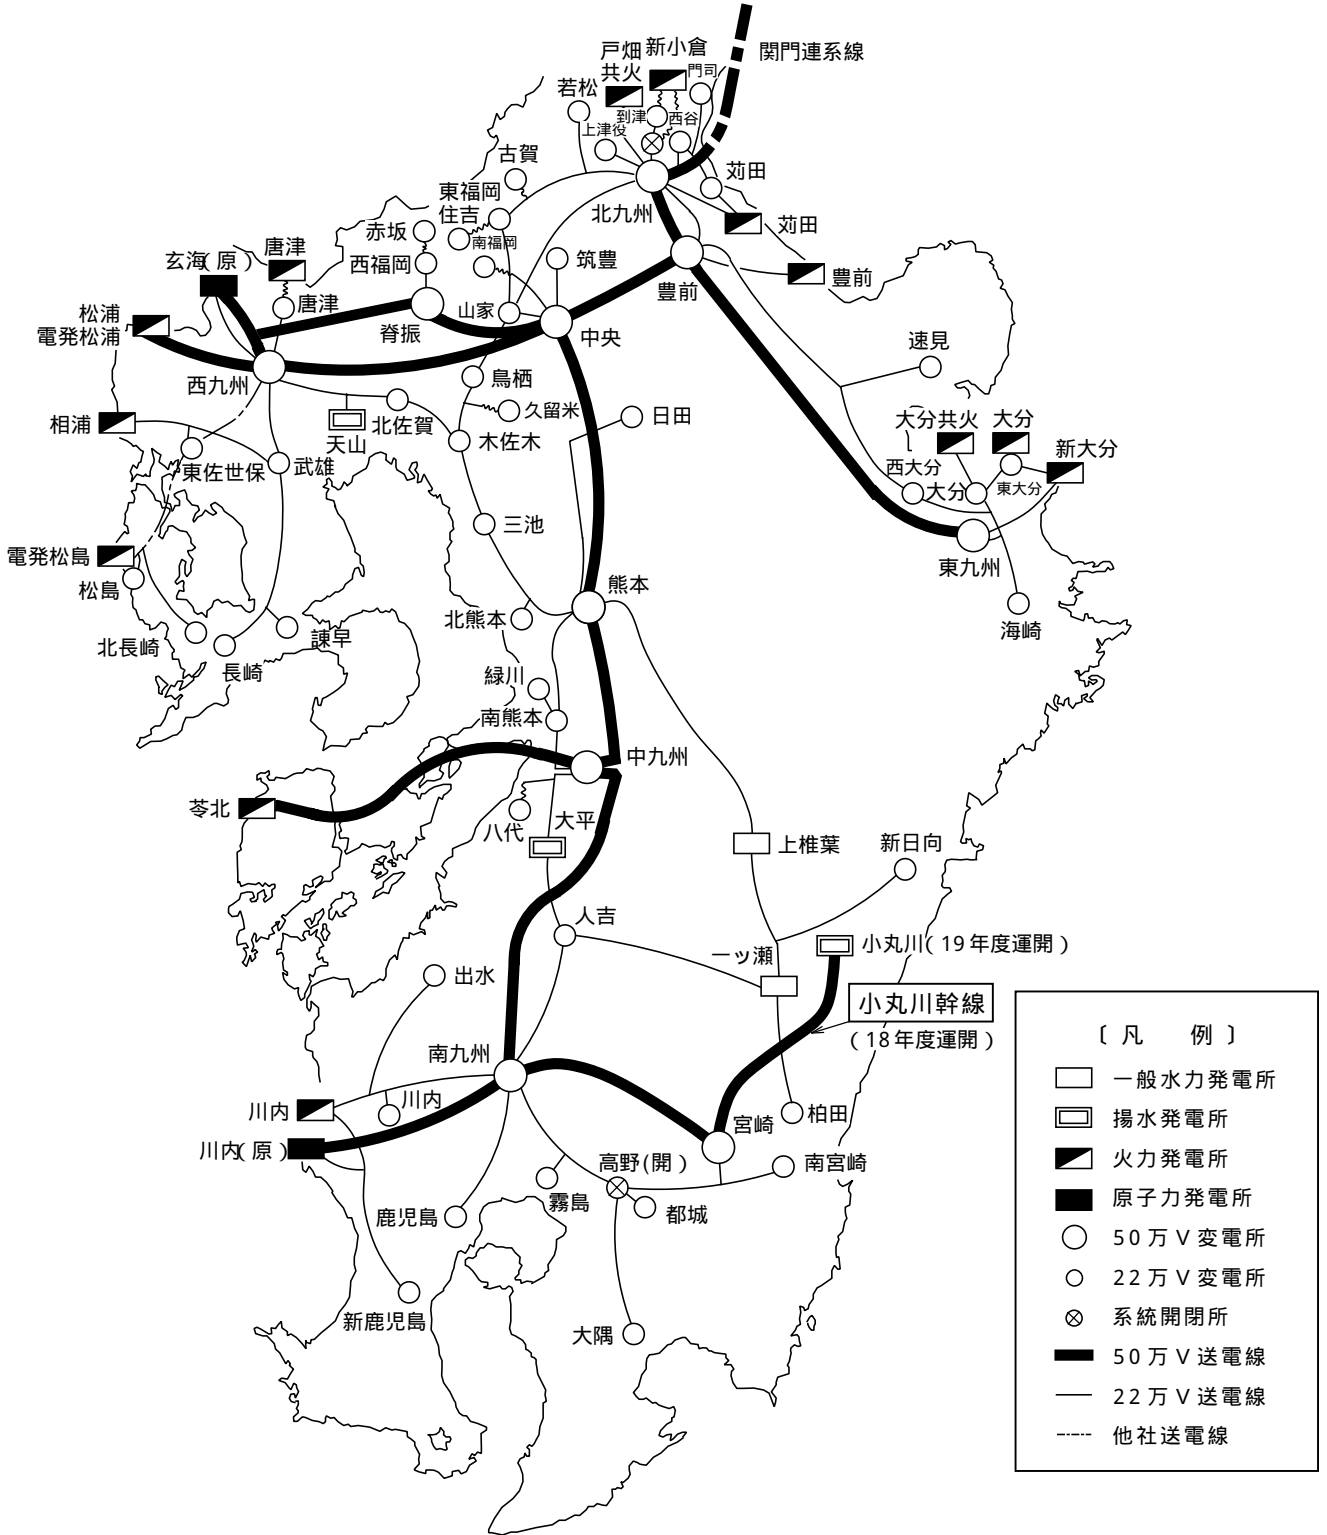 関門連系線
戸畑
共火
新小倉
門司
若松
到津
西谷
上津役
古賀
苅田
東福岡
住吉
北九州
苅田
赤坂
南福岡
唐津
玄海(原)
西福岡
筑豊
豊前
豊前
唐津
松浦
電発松浦
脊振
山家
中央
速見
西九州
鳥栖
相浦
天山
北佐賀
久留米
日田
大分共火
大分
木佐木
新大分
東佐世保
武雄
西大分
大分
東大分
三池
電発松島
松島
熊本
東九州
北熊本
海崎
北長崎
諫早
長崎
緑川
南熊本
中九州
苓北
八代
大平
上椎葉
新日向
人吉
一ッ瀬
小丸川(19年度運開)
出水
小丸川幹線
(18年度運開)
南九州
川内
川内
宮崎
柏田
川内(原)
高野(開)
南宮崎
霧島
鹿児島
都城
新鹿児島
大隅
〔凡 例〕
一般水力発電所
揚水発電所
火力発電所
原子力発電所
50万V変電所
22万V変電所
系統開閉所
50万V送電線
22万V送電線
他社送電線